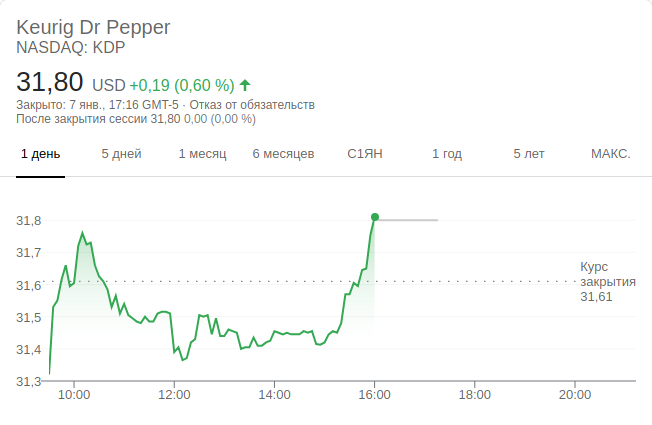 Keurig Dr Pepper
NASDAQ: KDP
31,80 USD +0,19 (0,60 %)
Закрыто: 7 янв., 17:16 GMT-5 · Отказ от обязательств
После закрытия сессии 31,80 0,00 (0,00 %)
1 день 5 дней 1 месяц 6 месяцев С1ЯН 1 год 5 лет МАКС.
31,8
31,7
31,6
31,5
31,4
31,3
Курс
закрытия
31,61
10:00 12:00 14:00 16:00 18:00 20:00